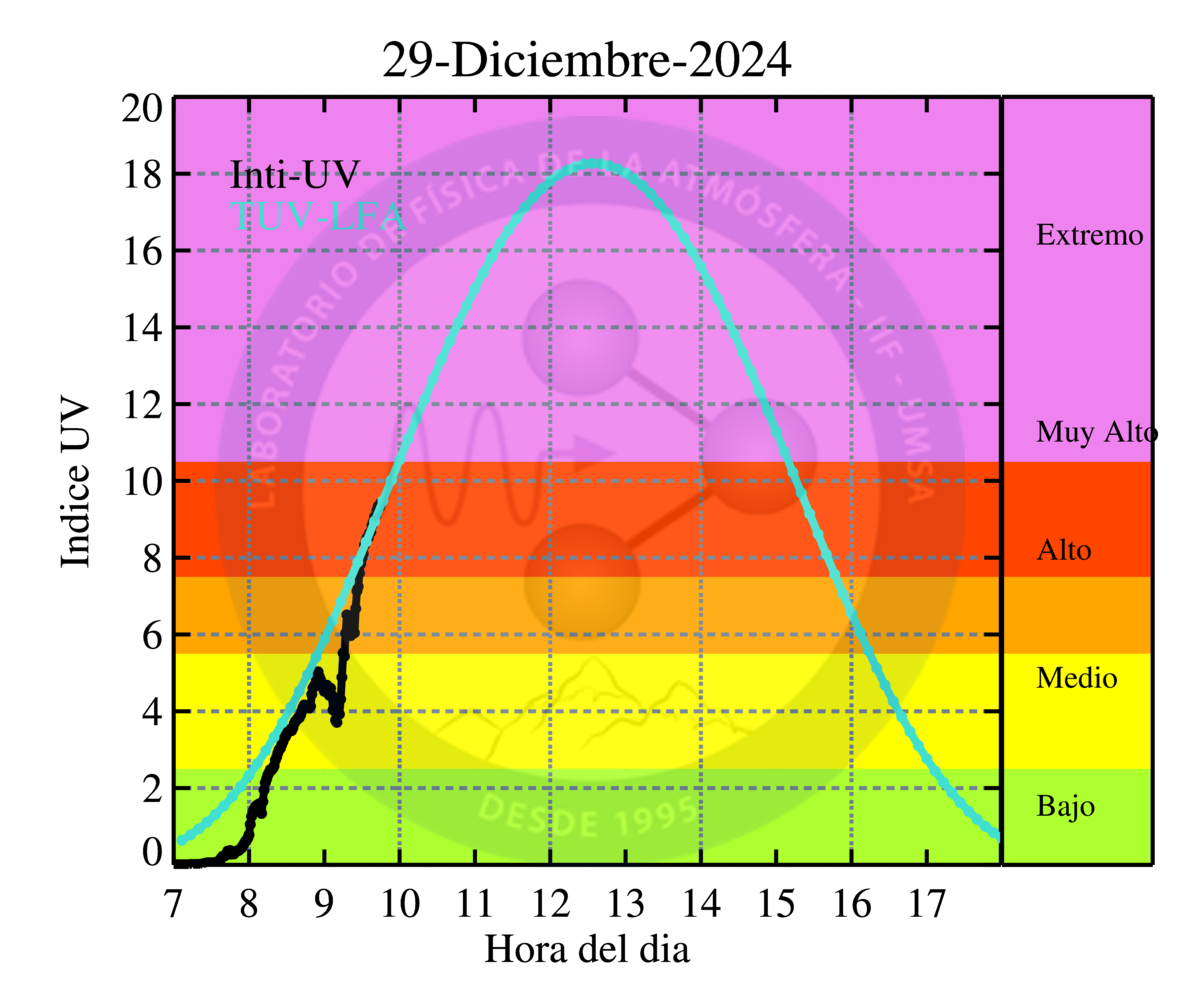 29-Diciembre-2024
Inti-UV
TUV-LFA
LABORATORIO DE FÍSICA DE LA ATMÓSFERA - IIF - UMSA
DESDE 1995
Indice UV
20
18
16
14
12
10
8
6
4
2
0
Extremo
Muy Alto
Alto
Medio
Bajo
7 8 9 10 11 12 13 14 15 16 17
Hora del dia